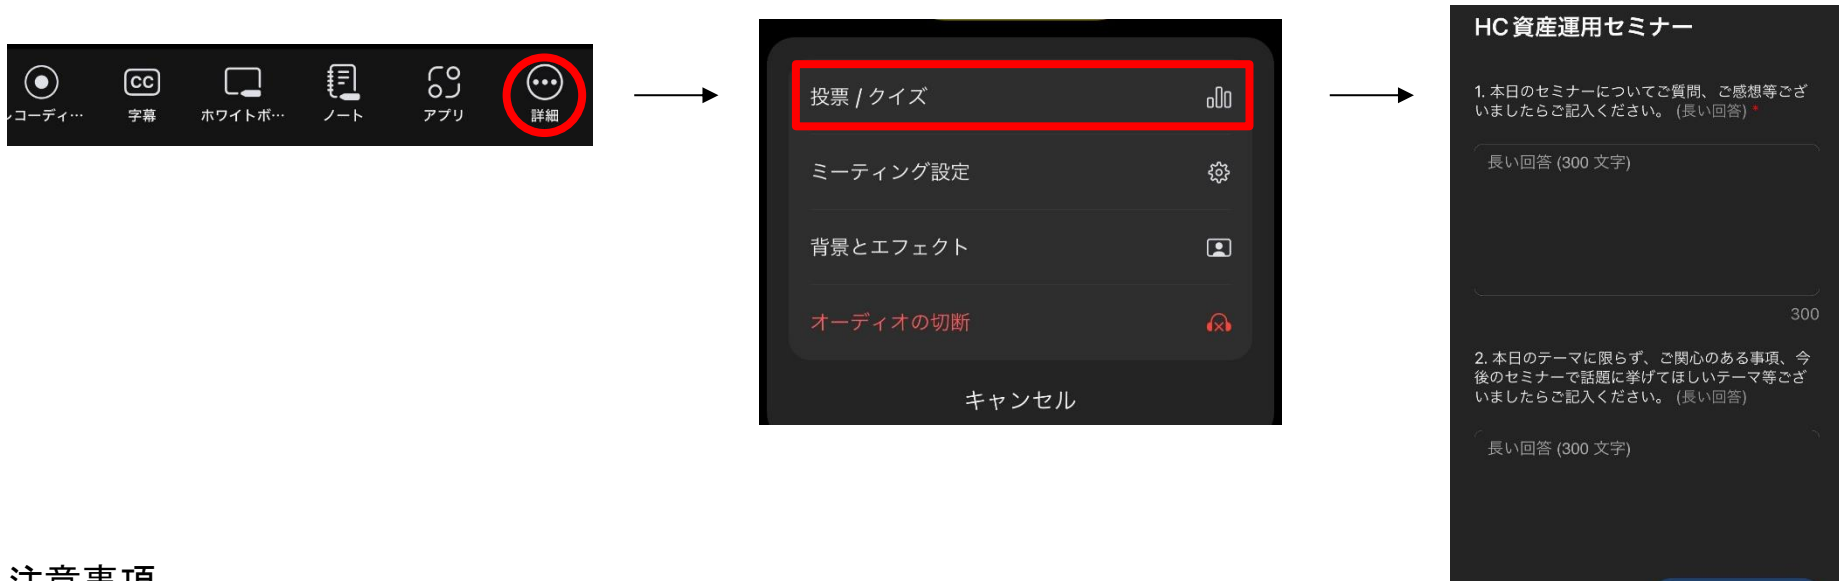 レコーディ…
字幕
ホワイトボ…
ノート
アプリ
詳細
投票 / クイズ
ミーティング設定
背景とエフェクト
オーディオの切断
キャンセル
HC 資産運用セミナー
1. 本日のセミナーについてご質問、ご感想等ござ
いましたらご記入ください。 (長い回答) *
長い回答 (300 文字)
300
2. 本日のテーマに限らず、ご関心のある事項、今
後のセミナーで話題に挙げてほしいテーマ等ござ
いましたらご記入ください。 (長い回答)
長い回答 (300 文字)
注意事項